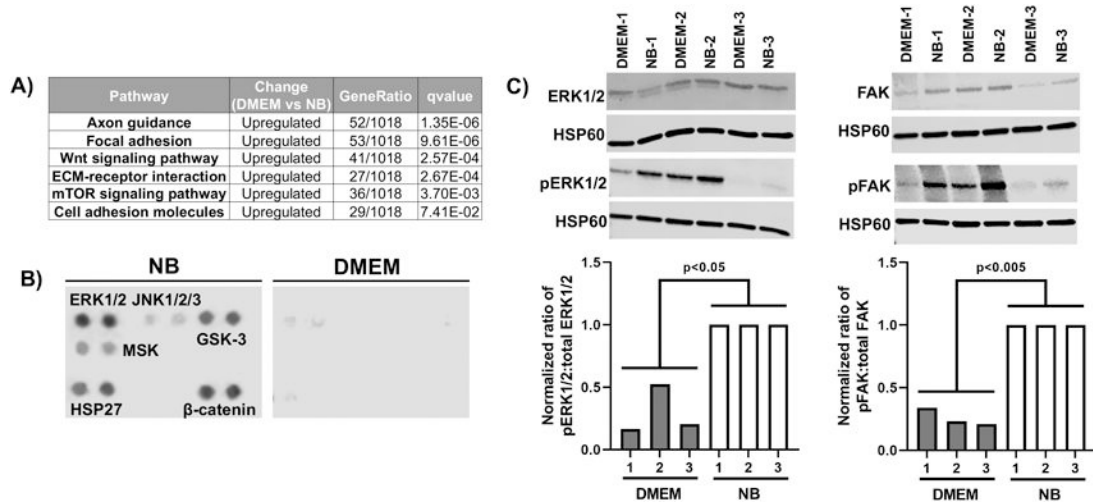 A)
Pathway Change (DMEM vs NB) GeneRatio qvalue
Axon guidance Upregulated 52/1018 1.35E-06
Focal adhesion Upregulated 53/1018 9.61E-06
Wnt signaling pathway Upregulated 41/1018 2.57E-04
ECM-receptor interaction Upregulated 27/1018 2.67E-04
mTOR signaling pathway Upregulated 36/1018 3.70E-03
Cell adhesion molecules Upregulated 29/1018 7.41E-02
B)
NB DMEM
ERK1/2 JNK1/2/3
GSK-3
MSK
HSP27 β-catenin
C)
DMEM-1 NB-1 DMEM-2 NB-2 DMEM-3 NB-3
ERK1/2
HSP60
pERK1/2
HSP60
Normalized ratio of
pERK1/2:total ERK1/2
1.5
1.0
0.5
0.0
p<0.05
1 2 3 1 2 3
DMEM NB
DMEM-1 NB-1 DMEM-2 NB-2 DMEM-3 NB-3
FAK
HSP60
pFAK
HSP60
Normalized ratio of
pFAK:total FAK
1.5
1.0
0.5
0.0
p<0.005
1 2 3 1 2 3
DMEM NB